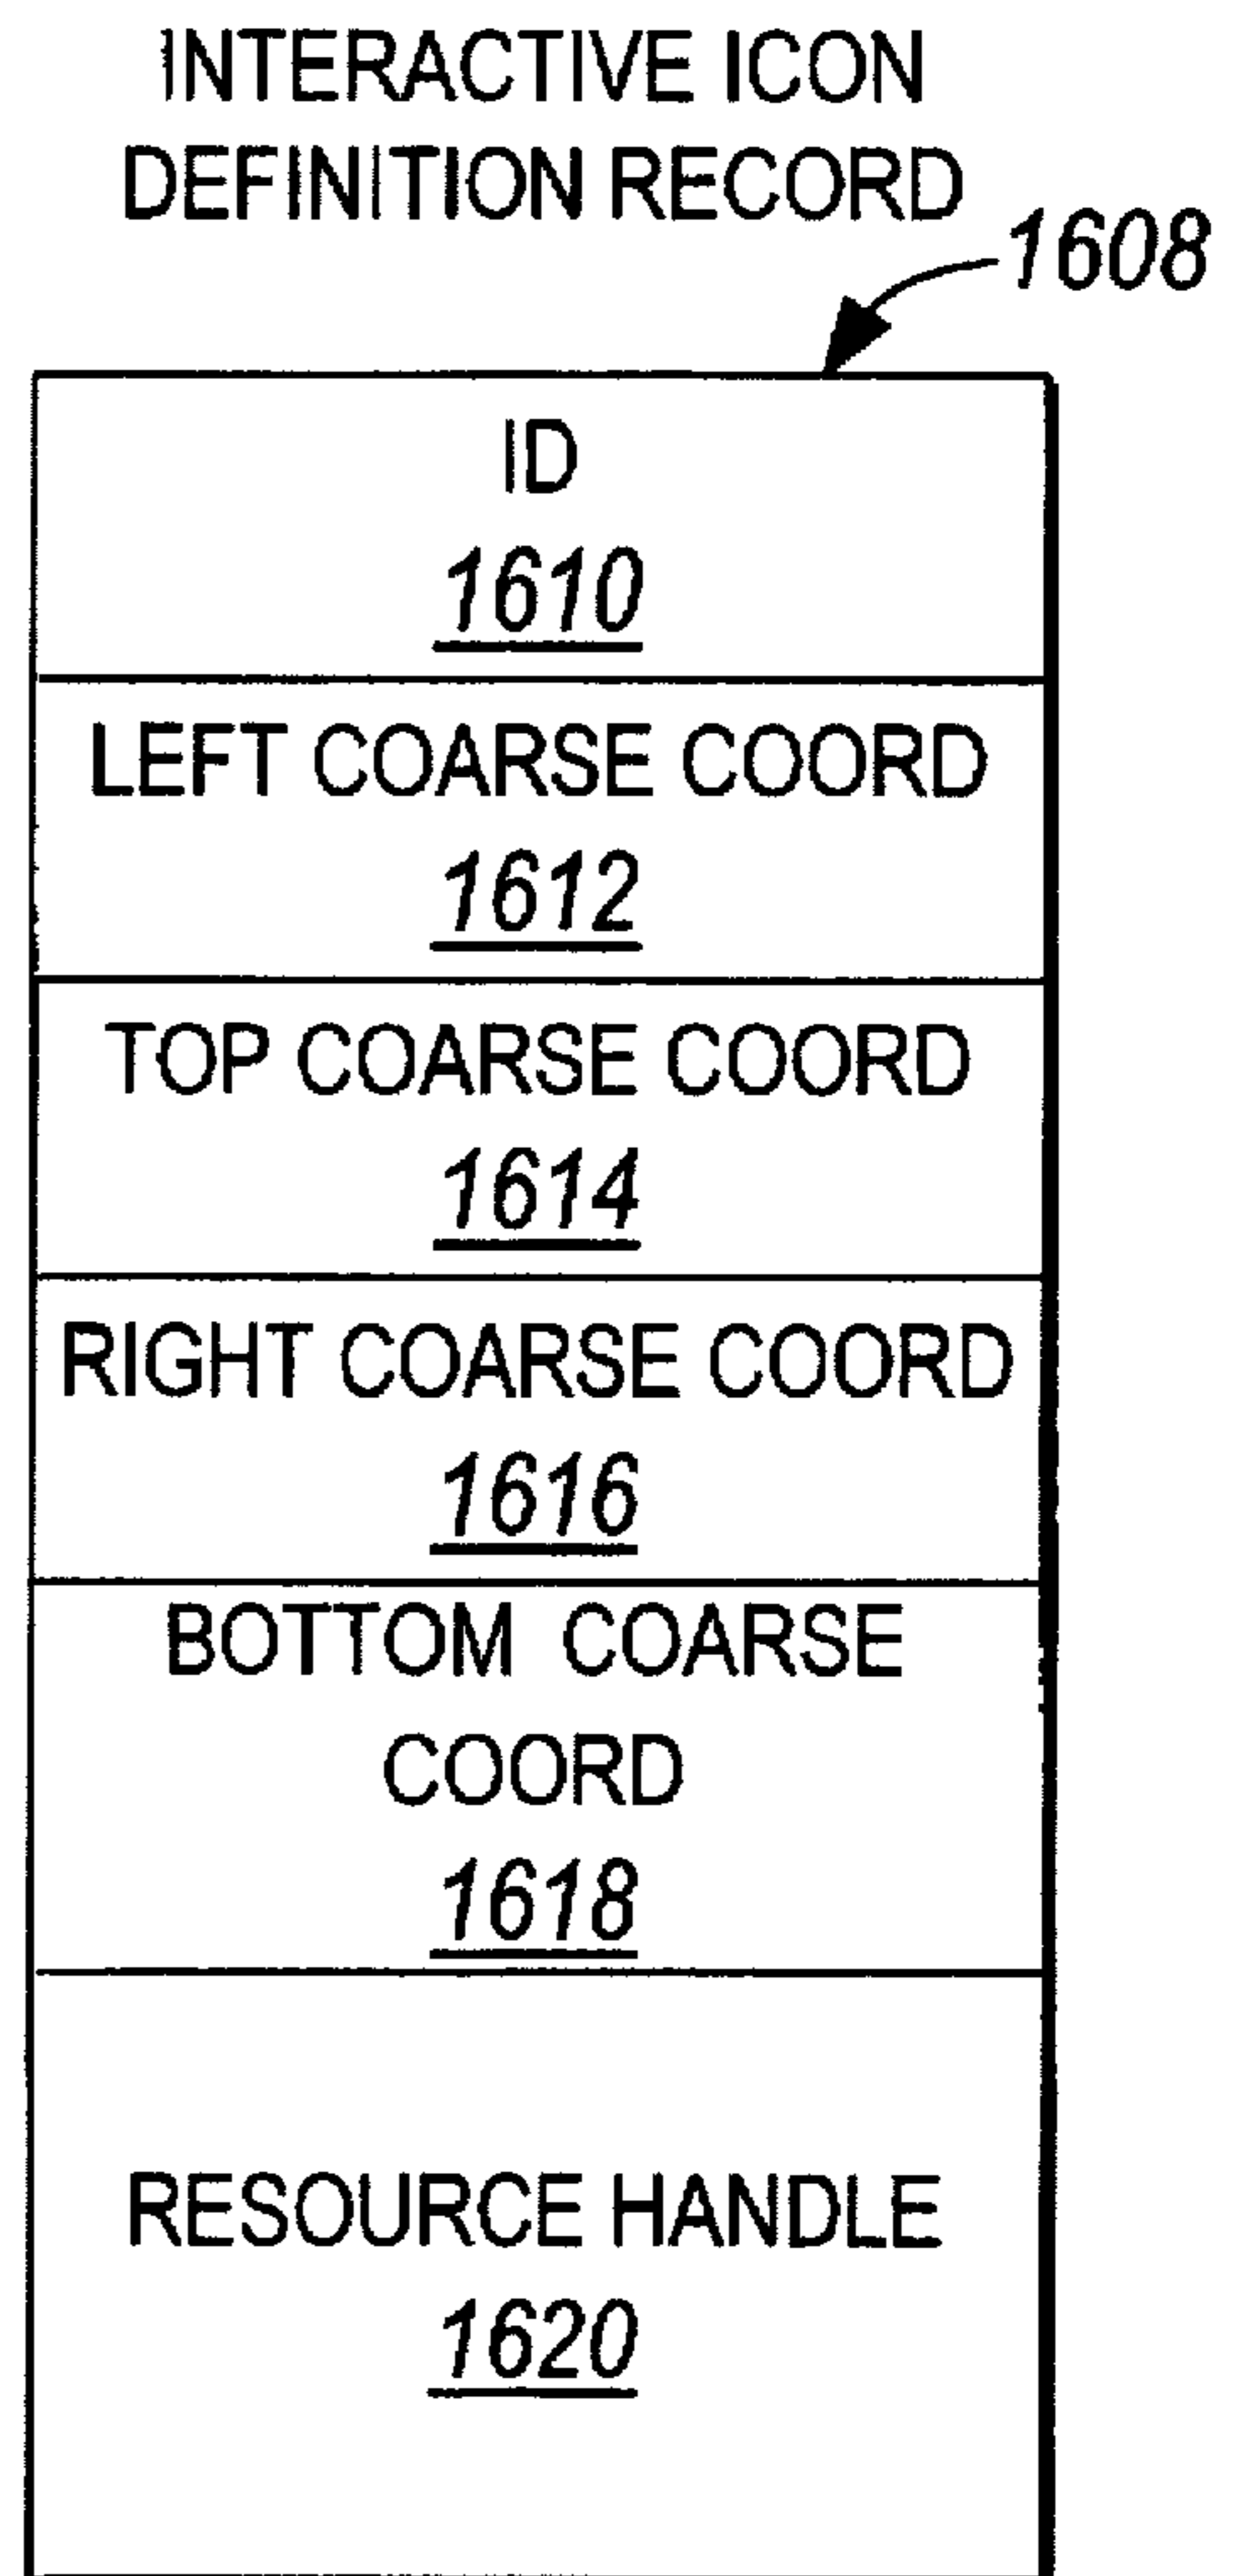 INTERACTIVE ICON
DEFINITION RECORD
1608
ID
1610
LEFT COARSE COORD
1612
TOP COARSE COORD
1614
RIGHT COARSE COORD
1616
BOTTOM COARSE
COORD
1618
RESOURCE HANDLE
1620